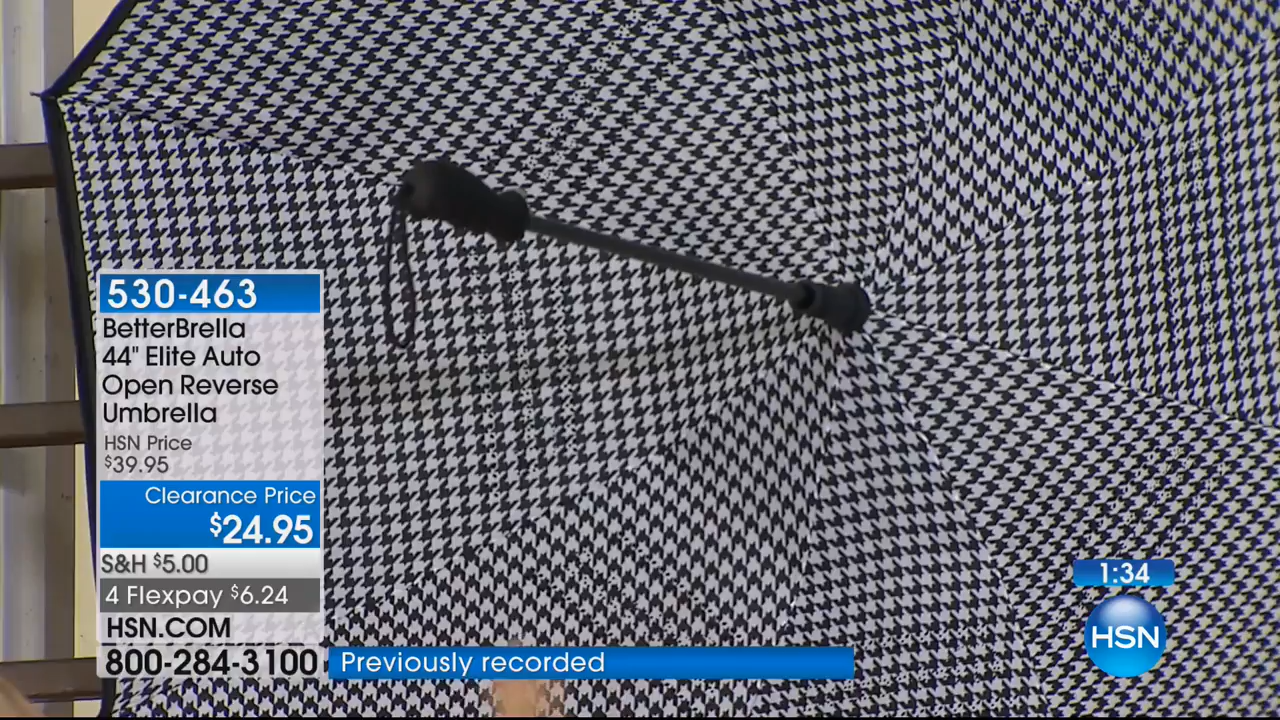 530-463
BetterBrella
44" Elite Auto
Open Reverse
Umbrella
HSN Price
$39.95
Clearance Price
$24.95
S&H $5.00
4 Flexpay $6.24
HSN.COM
800-284-3100
Previously recorded
1:34
HSN